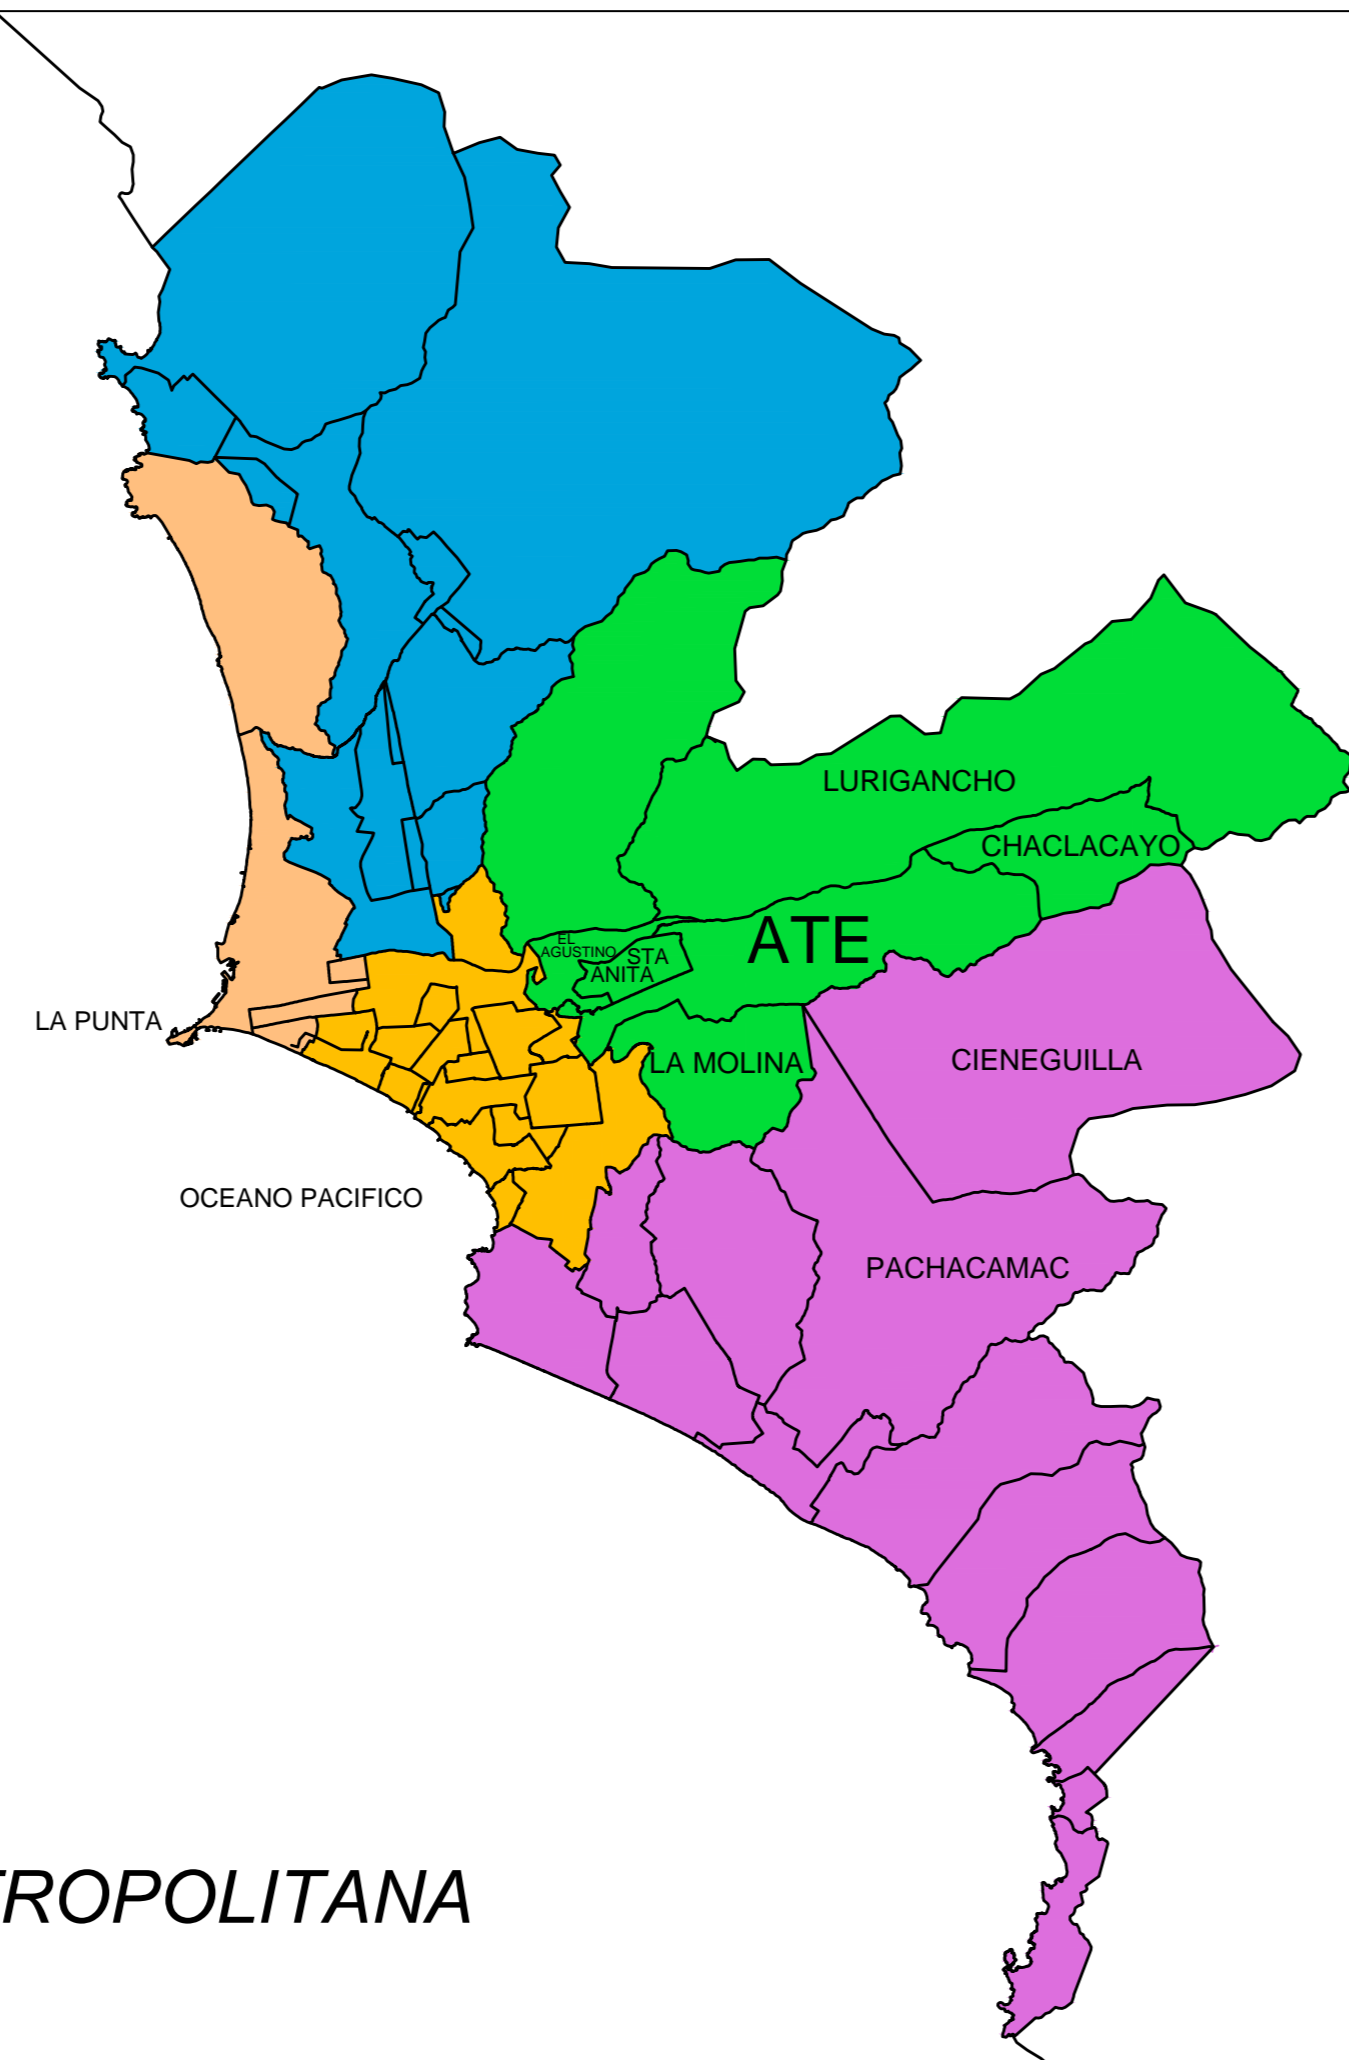 LURIGANCHO
CHACLACAYO
ATE
EL
AGUSTINO
STA
ANITA
LA PUNTA
LA MOLINA
CIENEGUILLA
OCEANO PACIFICO
PACHACAMAC
TROPOLITANA